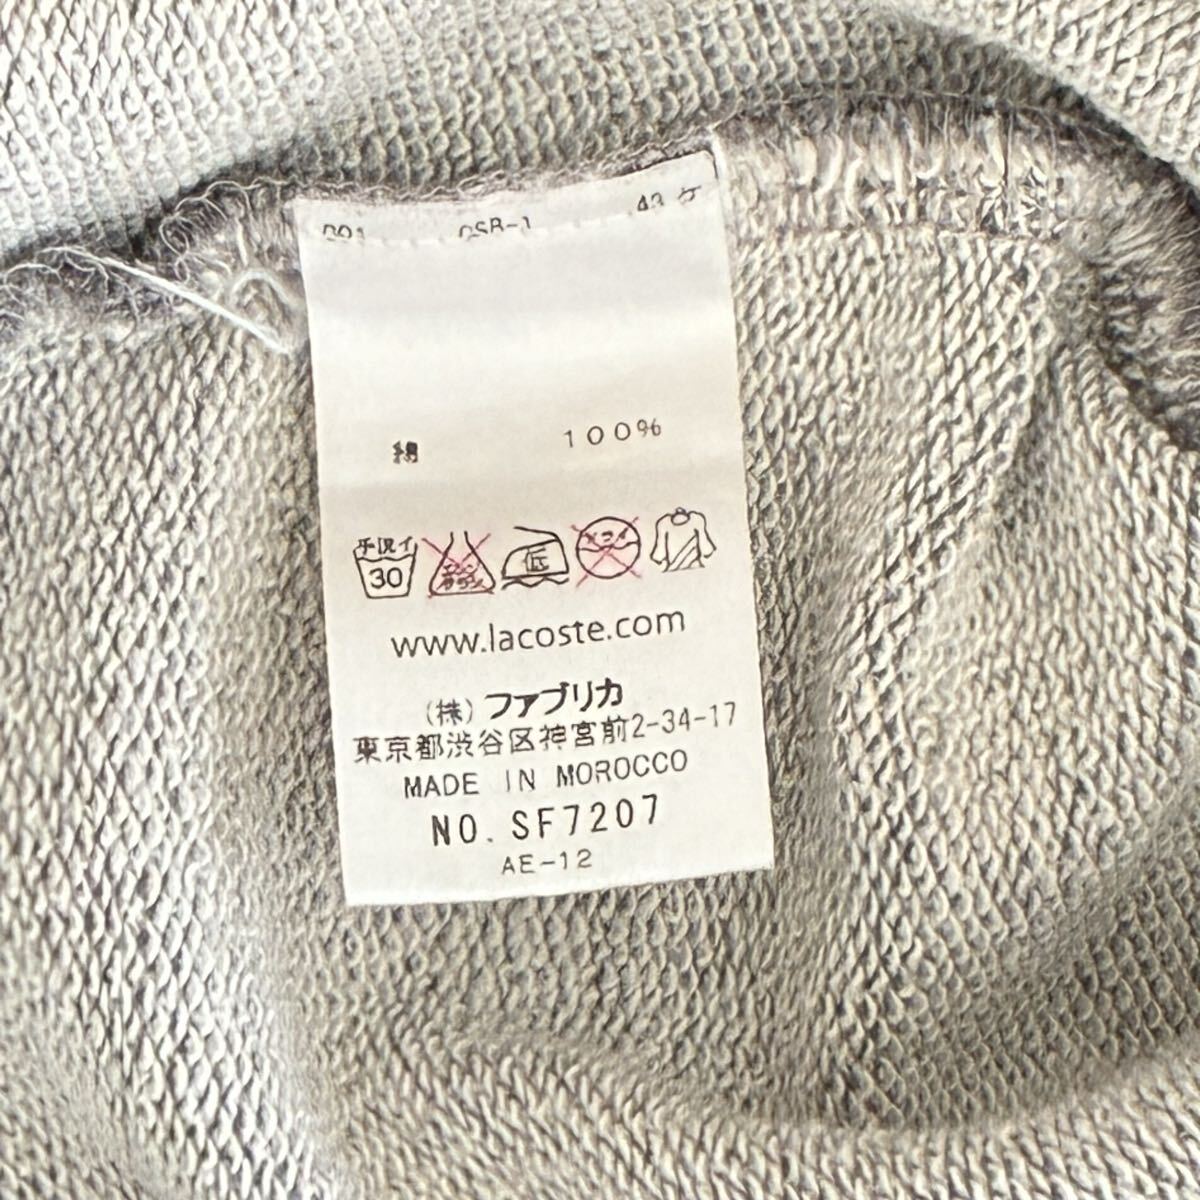 綿 100%
手洗イ
30
低
www.lacoste.com
(株)ファブリカ
東京都渋谷区神宮前2-34-17
MADE IN MOROCCO
NO. SF7207
AE-12